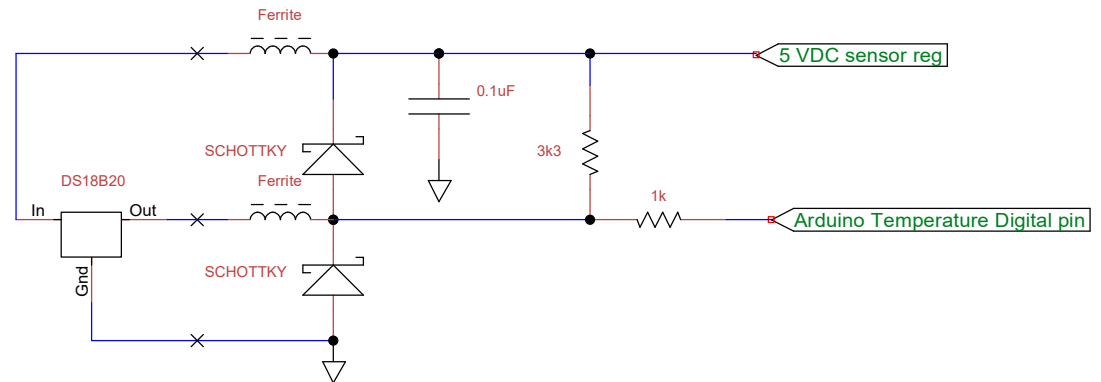 Ferrite
5 VDC sensor reg
0.1uF
SCHOTTKY
3k3
Ferrite
DS18B20
1k
In
Out
Arduino Temperature Digital pin
SCHOTTKY
Gnd